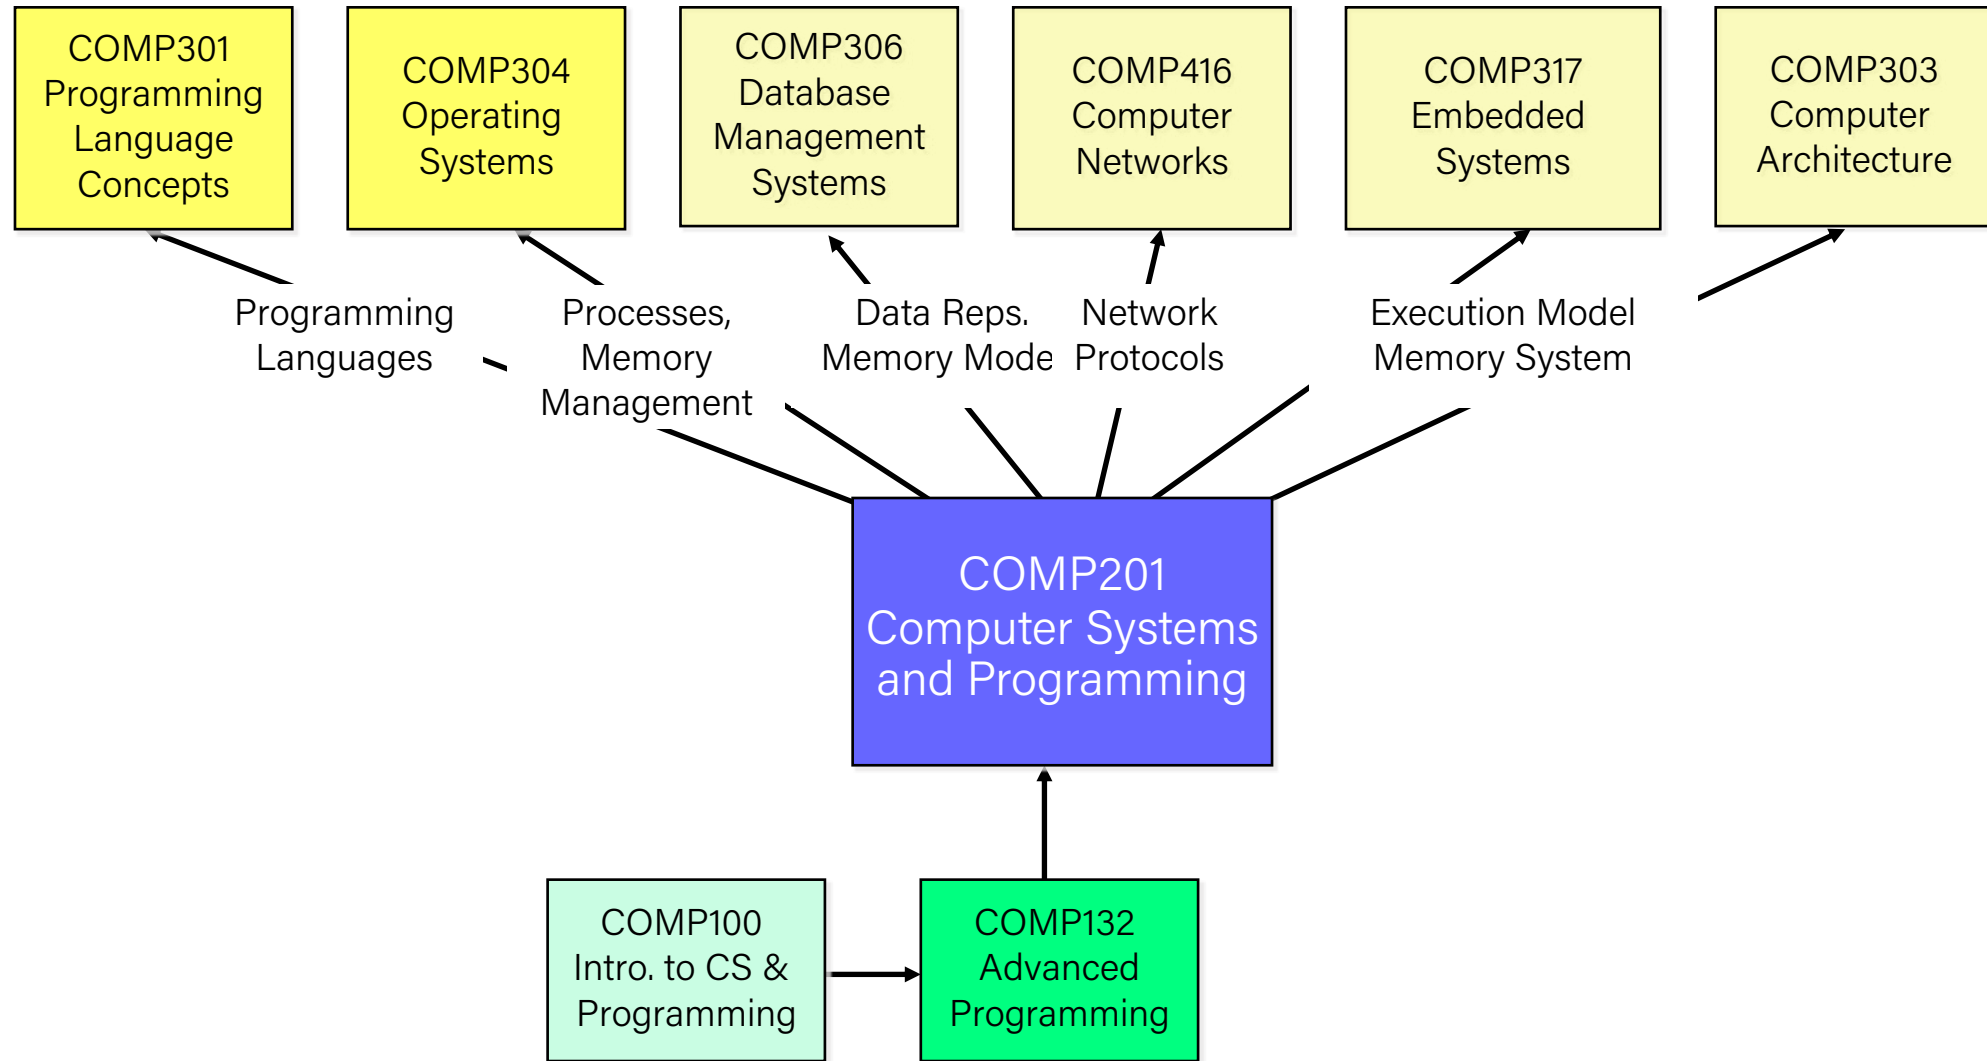 COMP301
Programming
Language
Concepts
COMP304
Operating
Systems
COMP306
Database
Management
Systems
COMP416
Computer
Networks
COMP317
Embedded
Systems
COMP303
Computer
Architecture
Programming
Languages
Processes,
Memory
Management
Data Reps.
Memory Mode
Network
Protocols
Execution Model
Memory System
COMP201
Computer Systems
and Programming
COMP100
Intro. to CS &
Programming
COMP132
Advanced
Programming